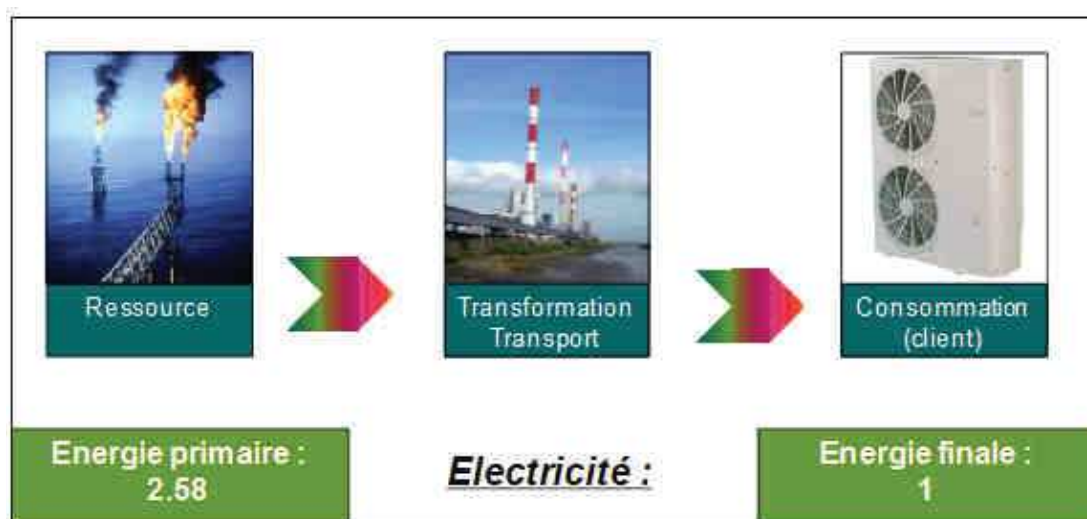 Ressource
Transformation
Transport
Consommation
(client)
Energie primaire :
2.58
Electricité :
Energie finale :
1